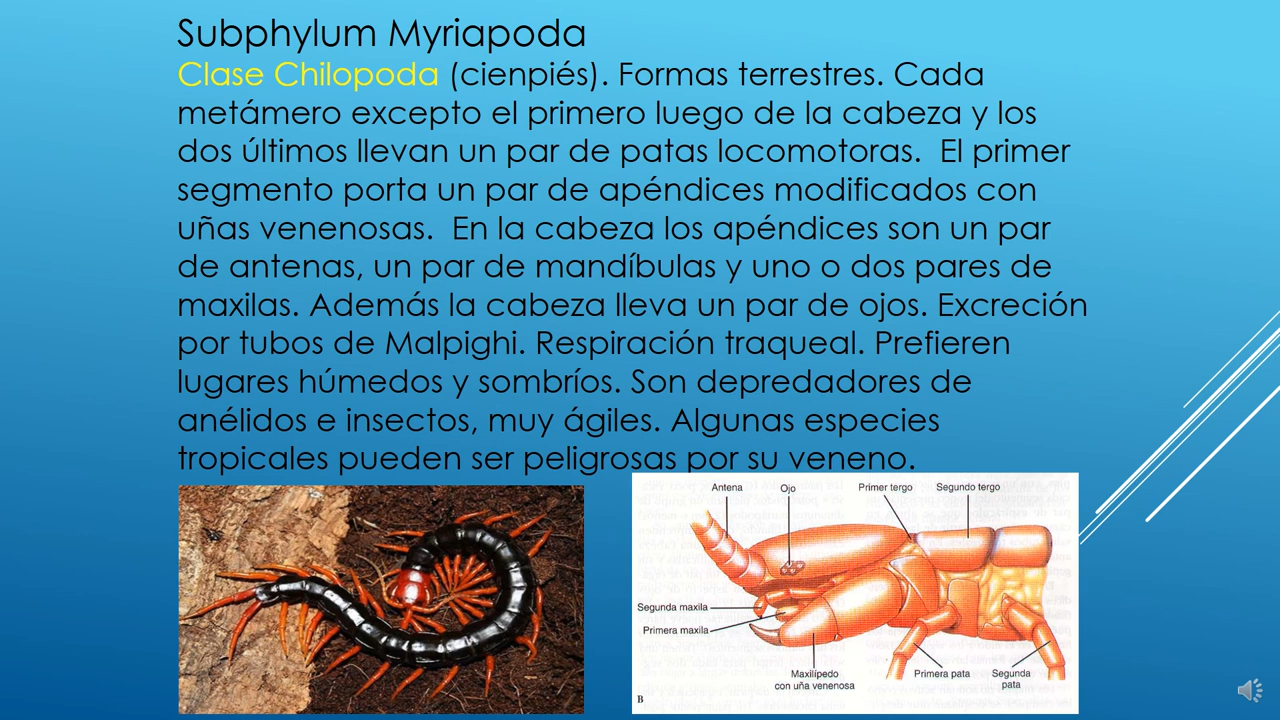 Subphylum Myriapoda
Clase Chilopoda (cienpiés). Formas terrestres. Cada
metámero excepto el primero luego de la cabeza y los
dos últimos llevan un par de patas locomotoras.  El primer
segmento porta un par de apéndices modificados con
uñas venenosas.  En la cabeza los apéndices son un par
de antenas, un par de mandíbulas y uno o dos pares de
maxilas. Además la cabeza lleva un par de ojos. Excreción
por tubos de Malpighi. Respiración traqueal. Prefieren
lugares húmedos y sombríos. Son depredadores de
anélidos e insectos, muy ágiles. Algunas especies
tropicales pueden ser peligrosas por su veneno.
Antena
Ojo
Primer tergo
Segundo tergo
Segunda maxila
Primera maxila
Maxilípedo
con uña venenosa
Primera pata
Segunda
pata
B